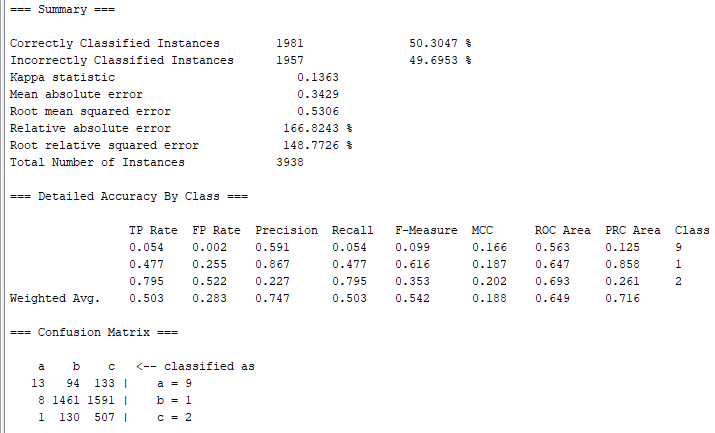 === Summary ===
Correctly Classified Instances 1981 50.3047 %
Incorrectly Classified Instances 1957 49.6953 %
Kappa statistic 0.1363
Mean absolute error 0.3429
Root mean squared error 0.5306
Relative absolute error 166.8243 %
Root relative squared error 148.7726 %
Total Number of Instances 3938
=== Detailed Accuracy By Class ===
TP Rate FP Rate Precision Recall F-Measure MCC ROC Area PRC Area Class
0.054 0.002 0.591 0.054 0.099 0.166 0.563 0.125 9
0.477 0.255 0.867 0.477 0.616 0.187 0.647 0.858 1
0.795 0.522 0.227 0.795 0.353 0.202 0.693 0.261 2
Weighted Avg. 0.503 0.283 0.747 0.503 0.542 0.188 0.649 0.716
=== Confusion Matrix ===
a b c <-- classified as
13 94 133 | a = 9
8 1461 1591 | b = 1
1 130 507 | c = 2